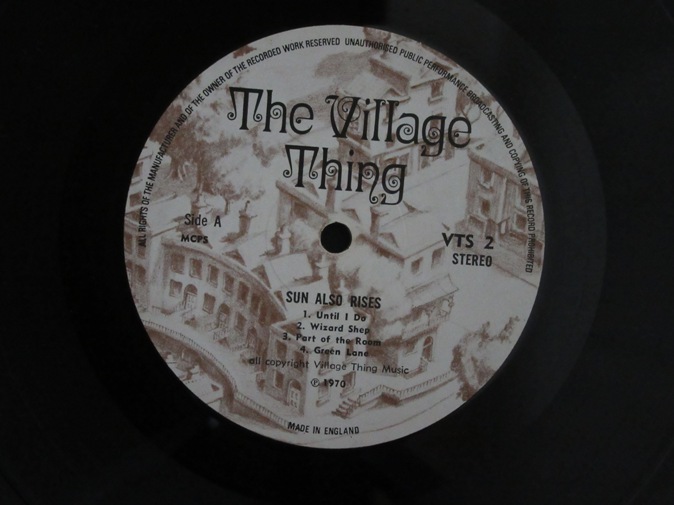 ALL RIGHTS OF THE MANUFACTURER AND OF THE OWNER OF THE RECORDED WORK RESERVED UNAUTHORISED PUBLIC PERFORMANCE BROADCASTING AND COPYING OF THIS RECORD PROHIBITED
The Village
Thing
Side A
MCPS
VTS 2
STEREO
SUN ALSO RISES
1. Until I Do
2. Wizard Shep
3. Part of the Room
4. Green Lane
all copyright Village Thing Music
℗ 1970
MADE IN ENGLAND